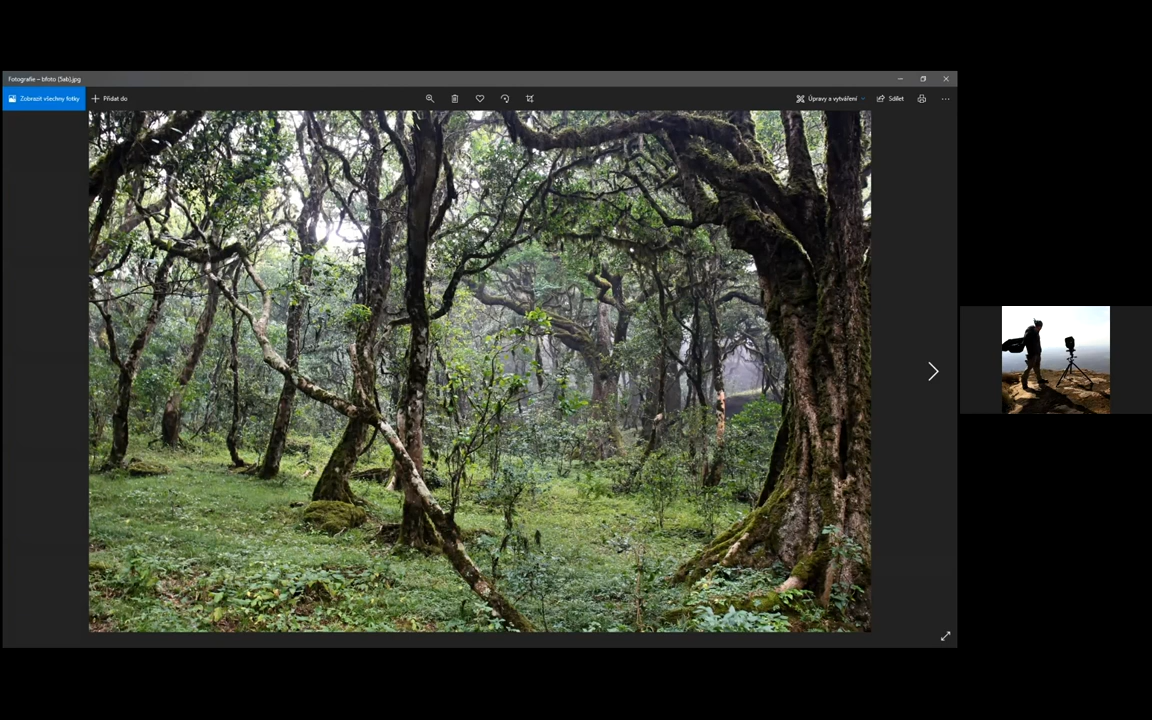 Fotografie – bfoto (5ab).jpg
Zobrazit všechny fotky
Přidat do
Úpravy a vytváření
Sdílet